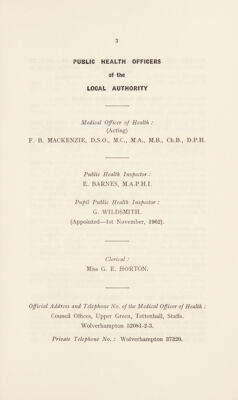 3
PUBLIC HEALTH OFFICERS
of the
LOCAL AUTHORITY
Medical Officer of Health :
(Acting)
F. B. MACKENZIE, D.S.O., M.C., M.A., M.B., Ch.B., D.P.H.
Public Health Inspector :
E. BARNES, M.A.P.H.I.
Pupil Public Health Inspector :
G. WILDSMITH.
(Appointed—1st November, 1962).
Clerical :
Miss G. E. HORTON.
Official Address and Telephone No. of the Medical Officer of Health :
Council Offices, Upper Green, Tettenhall, Staffs.
Wolverhampton 52081-2-3.
Private Telephone No. : Wolverhampton 37320.